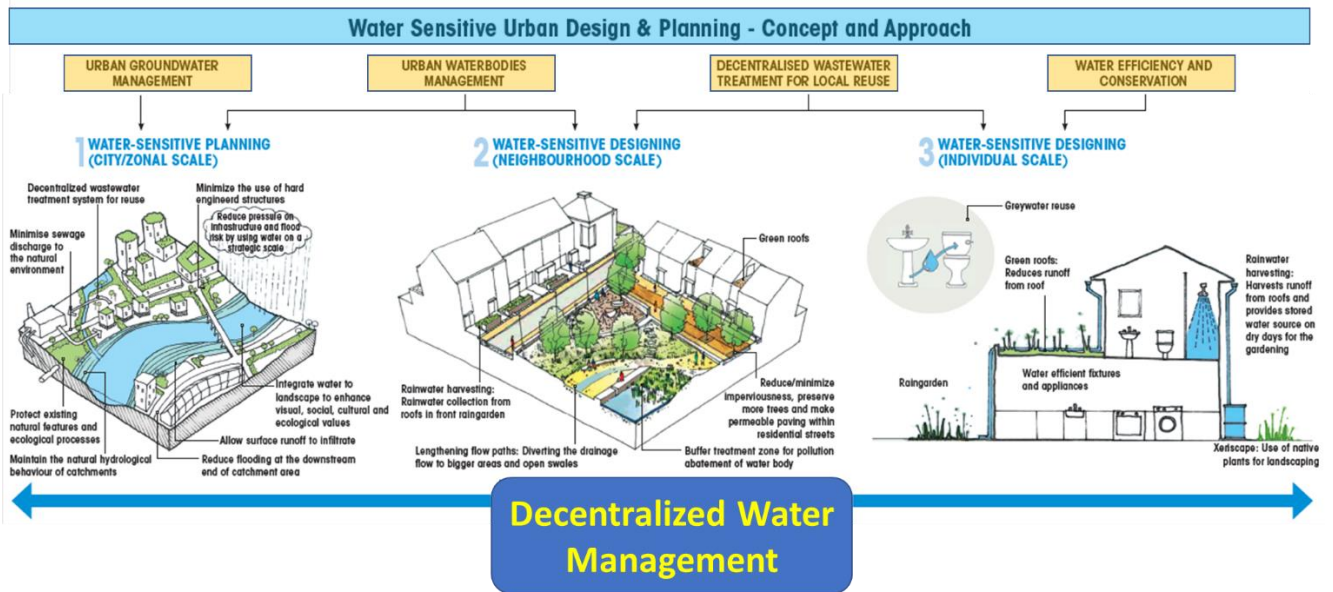 Water Sensitive Urban Design & Planning - Concept and Approach
URBAN GROUNDWATER
MANAGEMENT
URBAN WATERBODIES
MANAGEMENT
DECENTRALISED WASTEWATER
TREATMENT FOR LOCAL REUSE
WATER EFFICIENCY AND
CONSERVATION
1 WATER-SENSITIVE PLANNING
(CITY/ZONAL SCALE)
Decentralized wastewater
treatment system for reuse
Minimize the use of hard
engineerd structures
Reduce pressure on
infrastructure and flood
risk by using water on a
strategic scale
Minimise sewage
discharge to
the natural
environment
Protect existing
natural features and
ecological processes
Maintain the natural hydrological
behaviour of catchments
Integrate water to
landscape to enhance
visual, social, cultural and
ecological values
Allow surface runoff to infiltrate
Reduce flooding at the downstream
end of catchment area
2 WATER-SENSITIVE DESIGNING
(NEIGHBOURHOOD SCALE)
Green roofs
Rainwater harvesting:
Rainwater collection from
roofs in front raingarden
Reduce/minimize
imperviousness, preserve
more trees and make
permeable paving within
residential streets
Lengthening flow paths: Diverting the drainage
flow to bigger areas and open swales
Buffer treatment zone for pollution
abatement of water body
3 WATER-SENSITIVE DESIGNING
(INDIVIDUAL SCALE)
Greywater reuse
Green roofs:
Reduces runoff
from roof
Rainwater
harvesting:
Harvests runoff
from roofs and
provides stored
water source on
dry days for the
gardening
Water efficient fixtures
and appliances
Raingarden
Xeriscape: Use of native
plants for landscaping
Decentralized Water
Management